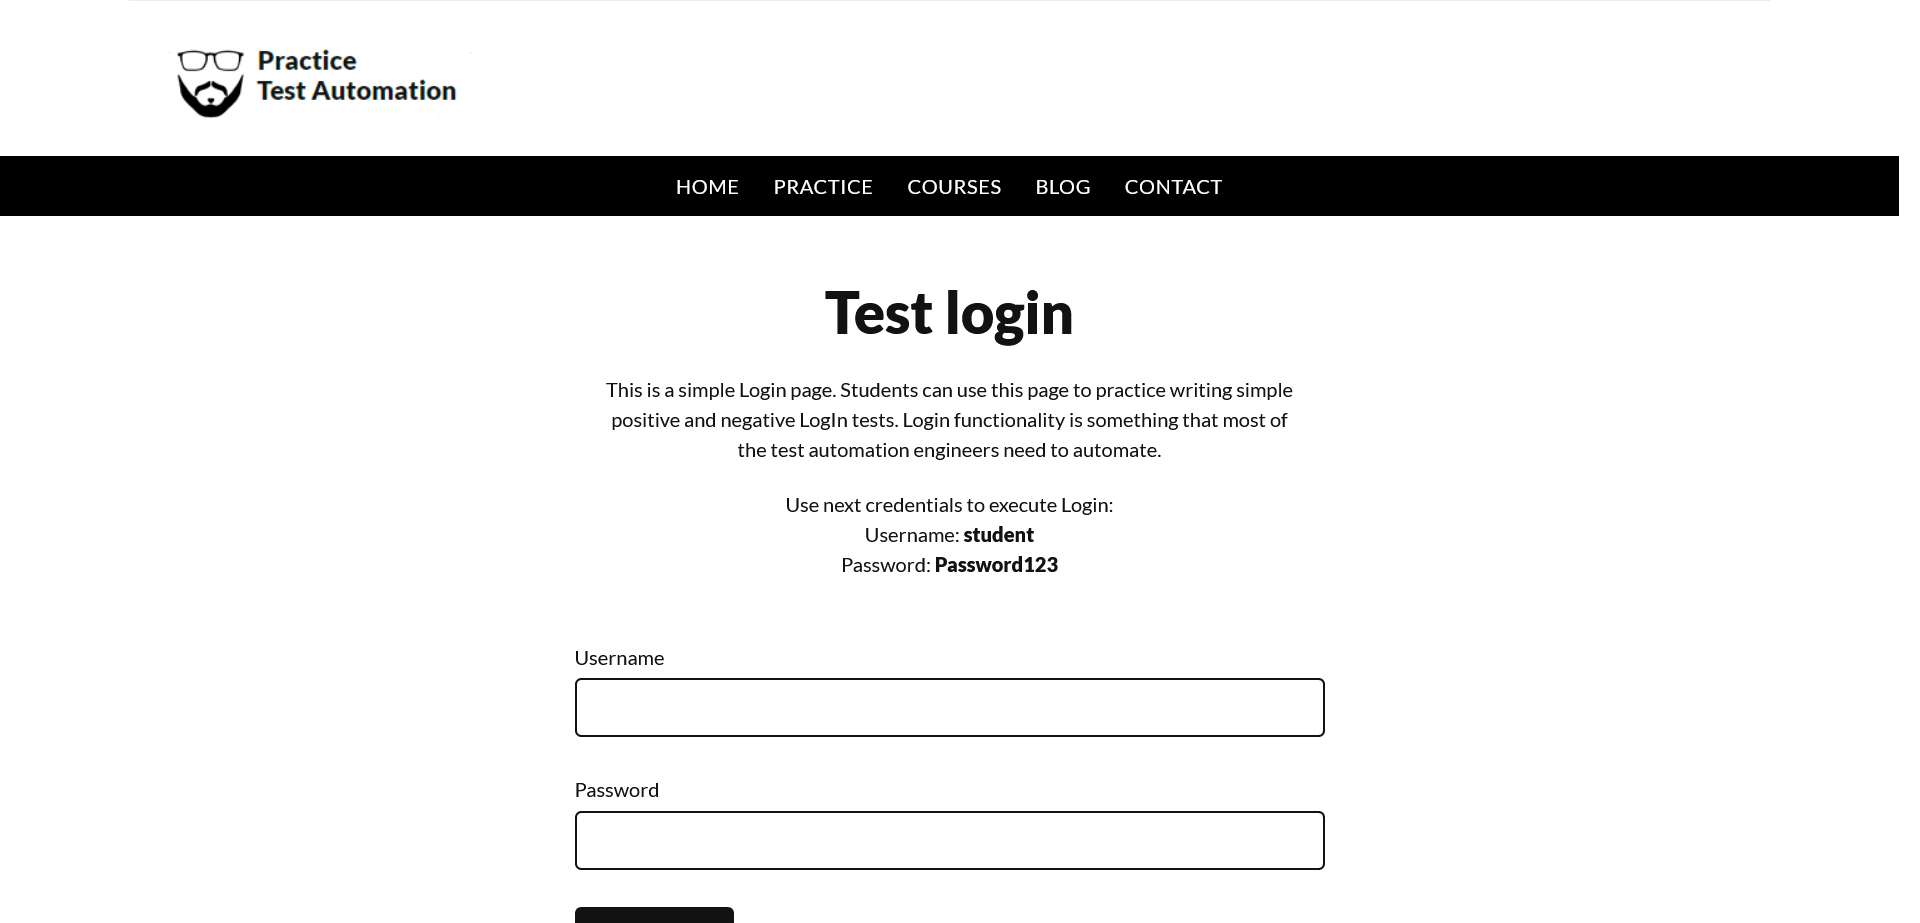 Practice
Test Automation
HOME PRACTICE COURSES BLOG CONTACT
Test login
This is a simple Login page. Students can use this page to practice writing simple
positive and negative LogIn tests. Login functionality is something that most of
the test automation engineers need to automate.
Use next credentials to execute Login:
Username: student
Password: Password123
Username
Password